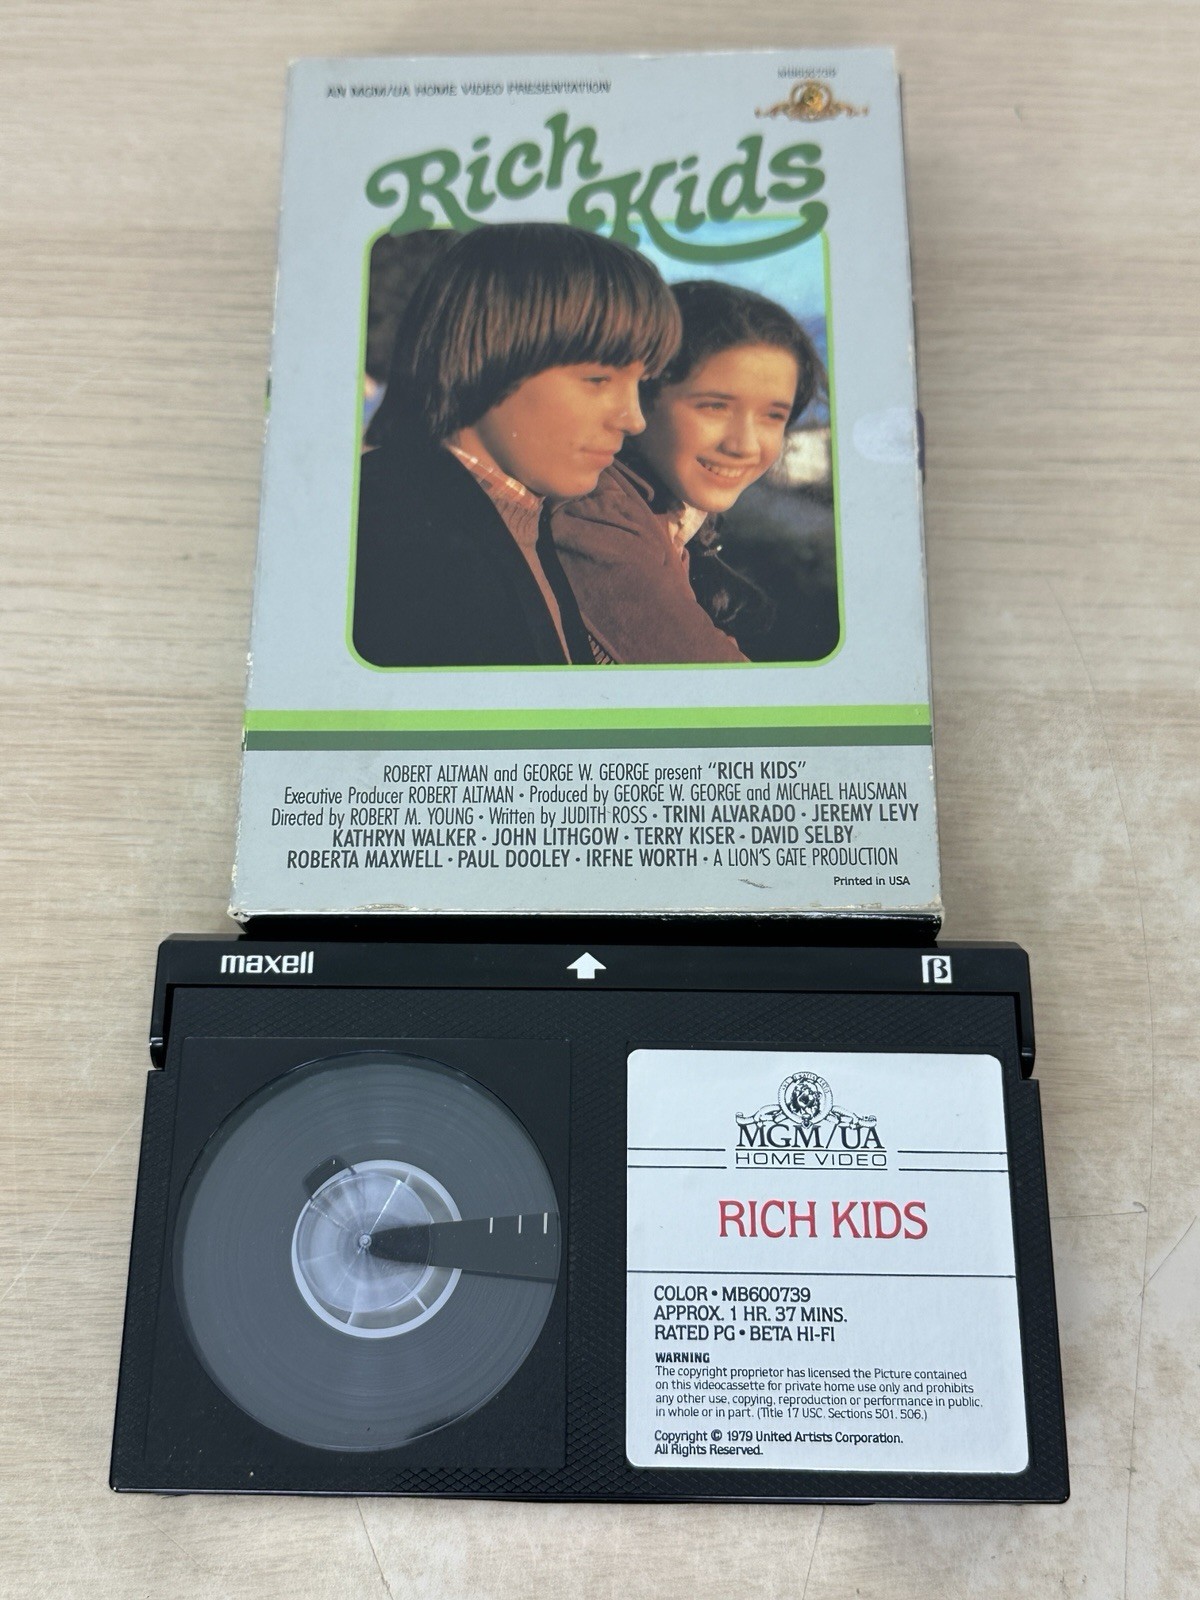 AN MGM/UA HOME VIDEO PRESENTATION
Rich
Kids
ROBERT ALTMAN and GEORGE W. GEORGE present "RICH KIDS"
Executive Producer ROBERT ALTMAN • Produced by GEORGE W. GEORGE and MICHAEL HAUSMAN
Directed by ROBERT M. YOUNG • Written by JUDITH ROSS • TRINI ALVARADO • JEREMY LEVY
KATHRYN WALKER • JOHN LITHGOW • TERRY KISER • DAVID SELBY
ROBERTA MAXWELL • PAUL DOOLEY • IRENE WORTH • A LION'S GATE PRODUCTION
Printed in USA
maxell
β
MGM/UA
HOME VIDEO
RICH KIDS
COLOR • MB600739
APPROX. 1 HR. 37 MINS.
RATED PG • BETA HI-FI
WARNING
The copyright proprietor has licensed the Picture contained
on this videocassette for private home use only and prohibits
any other use, copying, reproduction or performance in public,
in whole or in part. (Title 17 USC. Sections 501, 506.)
Copyright © 1979 United Artists Corporation.
All Rights Reserved.